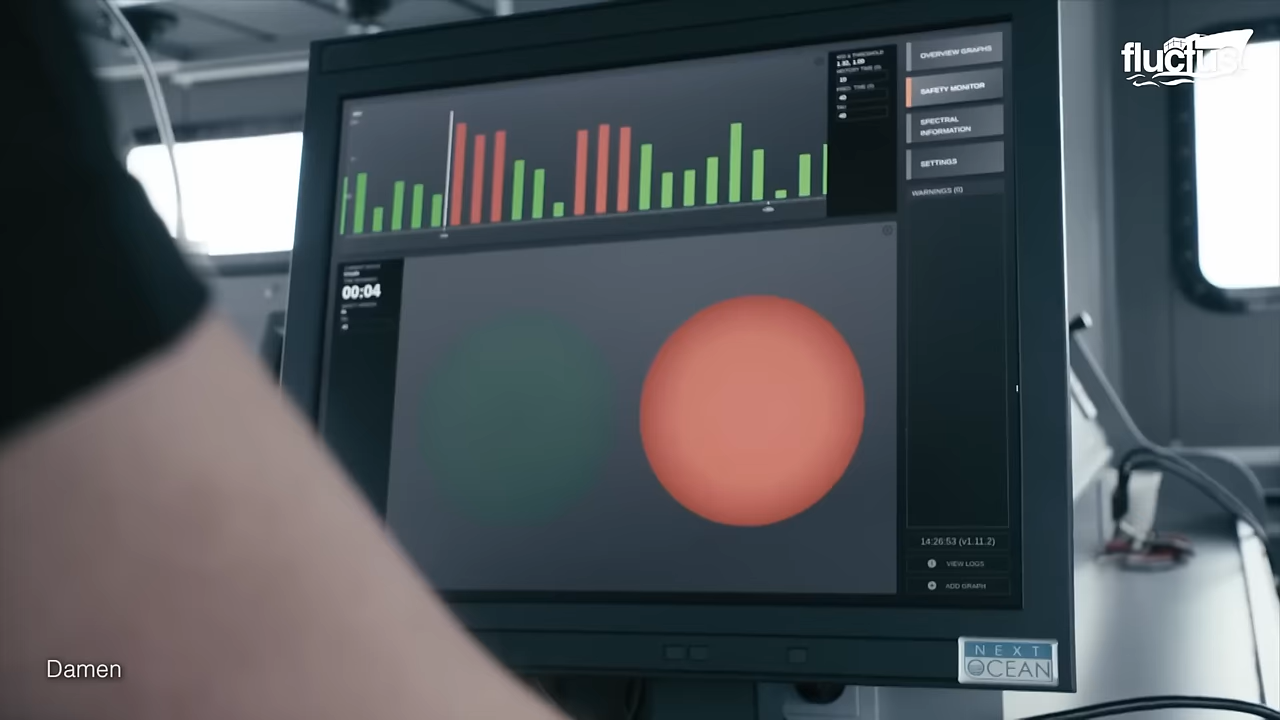 fluctus
OVERVIEW GRAPHS
SAFETY MONITOR
SPECTRAL
INFORMATION
SETTINGS
WARNINGS (0)
00:04
14:26:53 (v1.11.2)
VIEW LOGS
ADD GRAPH
NEXT
OCEAN
Damen